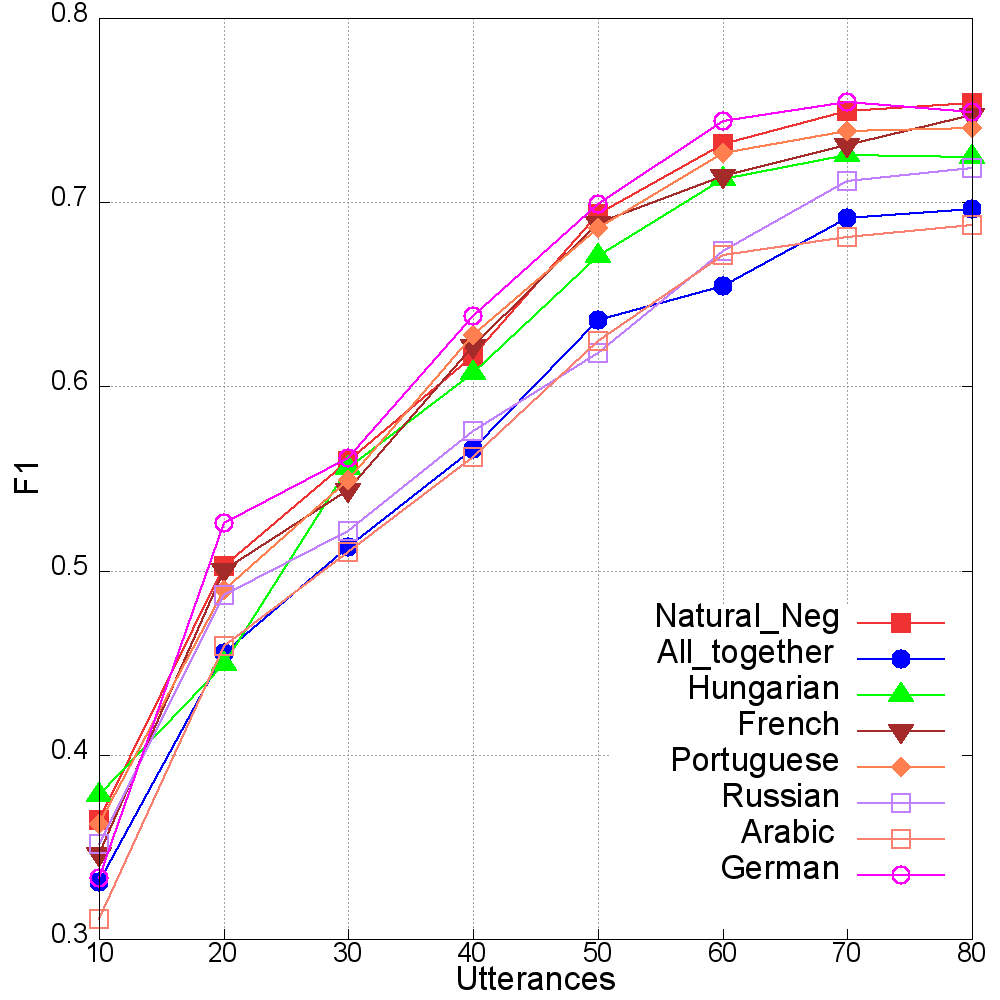 0.8
0.7
0.6
0.5
0.4
0.3
F1
10 20 30 40 50 60 70 80
Utterances
Natural_Neg
All_together
Hungarian
French
Portuguese
Russian
Arabic
German